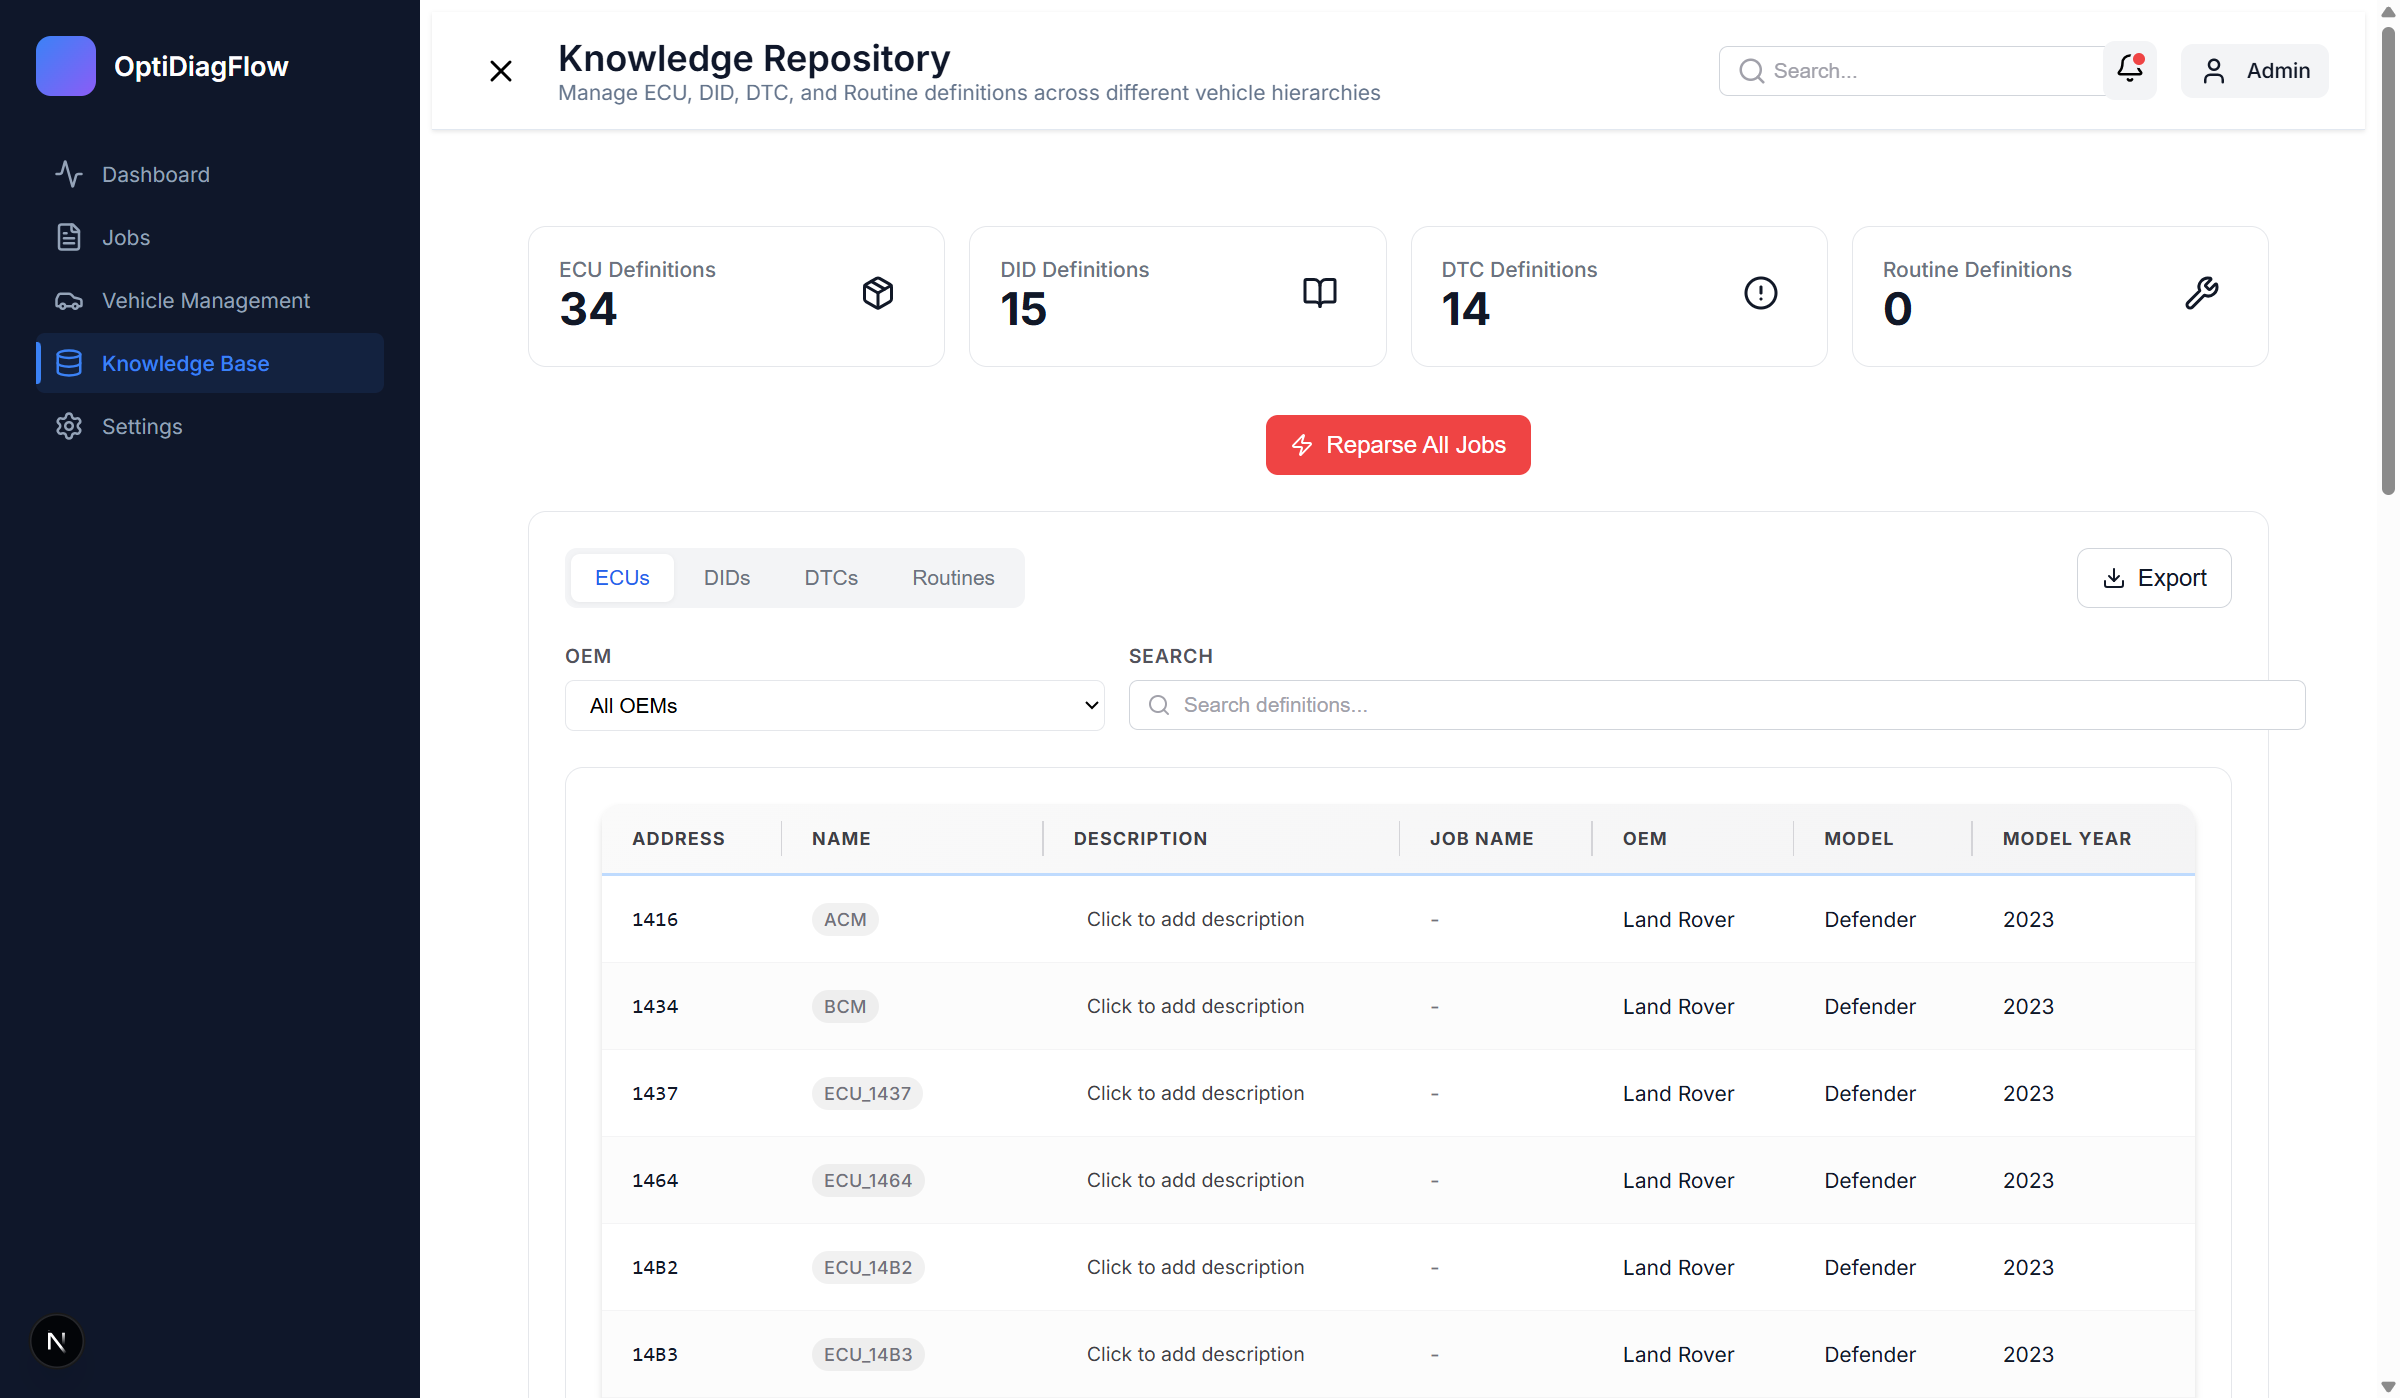 OptiDiagFlow
Dashboard
Jobs
Vehicle Management
Knowledge Base
Settings
N
Knowledge Repository
Manage ECU, DID, DTC, and Routine definitions across different vehicle hierarchies
Search...
Admin
ECU Definitions
34
DID Definitions
15
DTC Definitions
14
Routine Definitions
0
Reparse All Jobs
ECUs DIDs DTCs Routines
Export
OEM
All OEMs
SEARCH
Search definitions...
ADDRESS NAME DESCRIPTION JOB NAME OEM MODEL MODEL YEAR
1416 ACM Click to add description - Land Rover Defender 2023
1434 BCM Click to add description - Land Rover Defender 2023
1437 ECU_1437 Click to add description - Land Rover Defender 2023
1464 ECU_1464 Click to add description - Land Rover Defender 2023
14B2 ECU_14B2 Click to add description - Land Rover Defender 2023
14B3 ECU_14B3 Click to add description - Land Rover Defender 2023